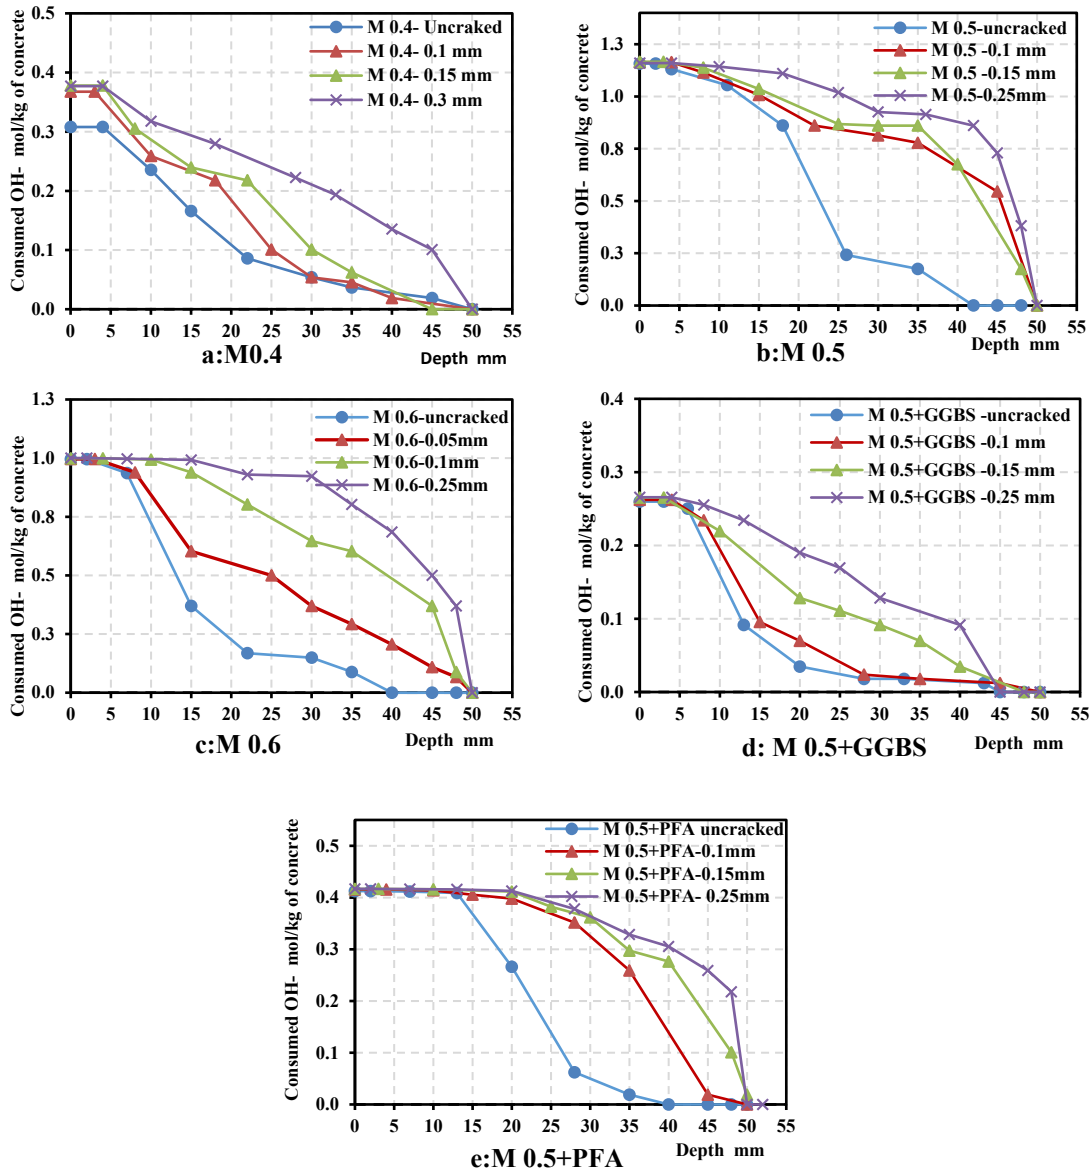 Consumed OH- mol/kg of concrete
0.5
0.4
0.3
0.2
0.1
0.0
M 0.4- Uncraked
M 0.4- 0.1 mm
M 0.4- 0.15 mm
M 0.4- 0.3 mm
0 5 10 15 20 25 30 35 40 45 50 55
a:M0.4
Depth mm
Consumed OH- mol/kg of concrete
1.3
1.0
0.8
0.5
0.3
0.0
M 0.5-uncracked
M 0.5 -0.1 mm
M 0.5 -0.15 mm
M 0.5-0.25mm
0 5 10 15 20 25 30 35 40 45 50 55
b:M 0.5
Depth mm
Consumed OH- mol/kg of concrete
1.3
1.0
0.8
0.5
0.3
0.0
M 0.6-uncracked
M 0.6-0.05mm
M 0.6-0.1mm
M 0.6-0.25mm
0 5 10 15 20 25 30 35 40 45 50 55
c:M 0.6
Depth mm
Consumed OH- mol/kg of concrete
0.4
0.3
0.2
0.1
0.0
M 0.5+GGBS -uncracked
M 0.5+GGBS -0.1 mm
M 0.5+GGBS -0.15 mm
M 0.5+GGBS -0.25 mm
0 5 10 15 20 25 30 35 40 45 50 55
d: M 0.5+GGBS
Depth mm
Consumed OH- mol/kg of concrete
0.5
0.4
0.3
0.2
0.1
0.0
M 0.5+PFA uncracked
M 0.5+PFA-0.1mm
M 0.5+PFA-0.15mm
M 0.5+PFA- 0.25mm
0 5 10 15 20 25 30 35 40 45 50 55
Depth mm
e:M 0.5+PFA